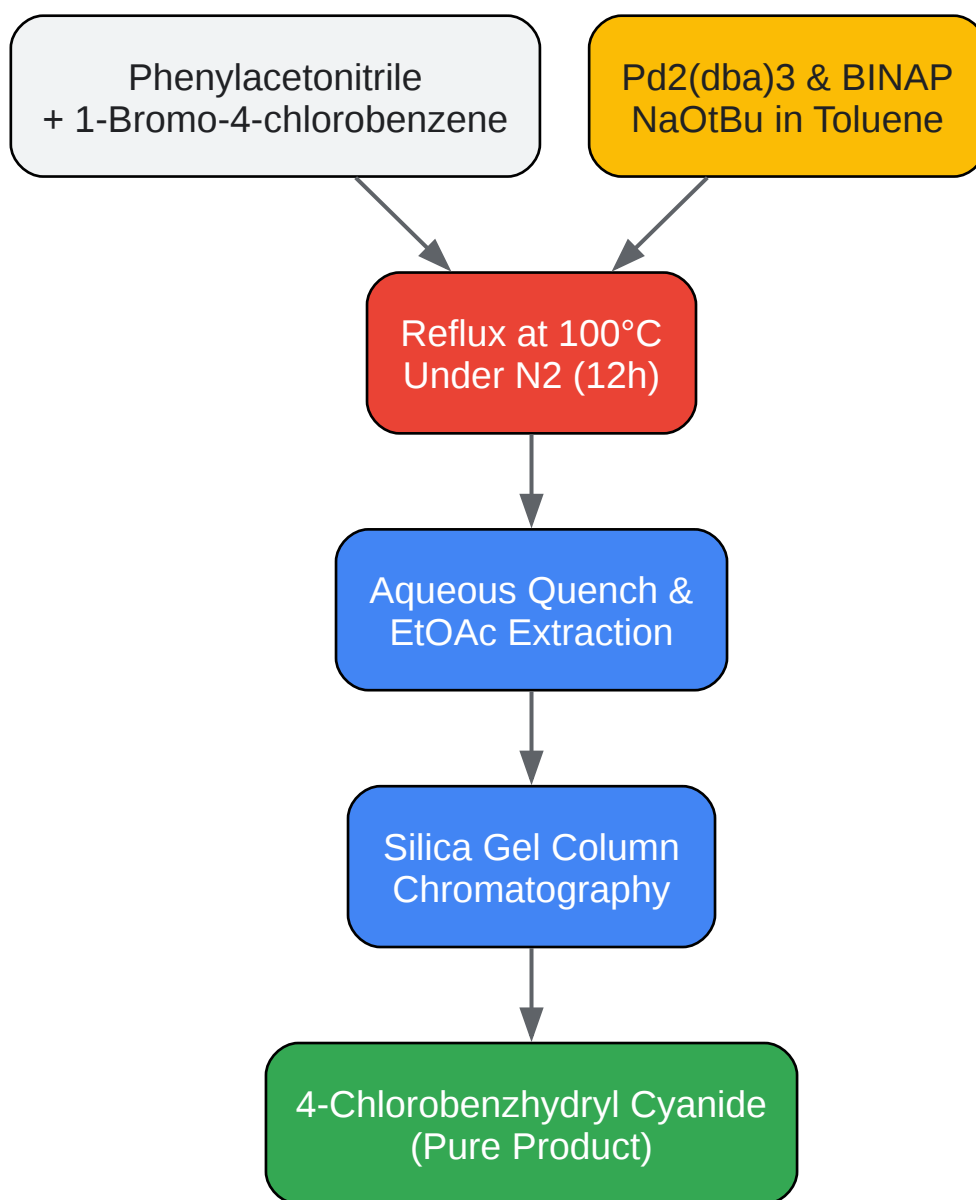 Phenylacetonitrile
+ 1-Bromo-4-chlorobenzene
Pd2(dba)3 & BINAP
NaOtBu in Toluene
Reflux at 100°C
Under N2 (12h)
Aqueous Quench &
EtOAc Extraction
Silica Gel Column
Chromatography
4-Chlorobenzhydryl Cyanide
(Pure Product)